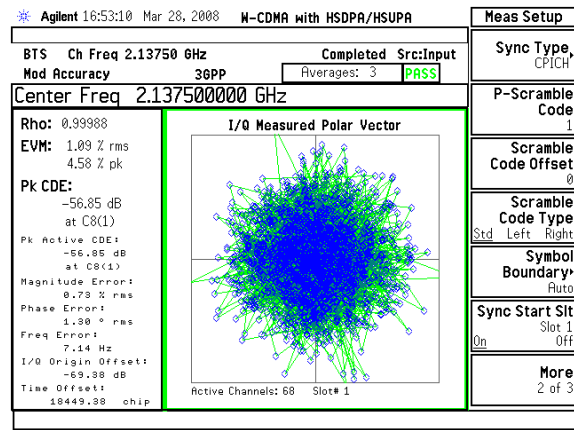 Agilent 16:53:10 Mar 28, 2008 W-CDMA with HSDPA/HSUPA Meas Setup
BTS Ch Freq 2.13750 GHz Completed Src:Input
Mod Accuracy 3GPP Averages: 3 PASS
Center Freq 2.137500000 GHz
Rho: 0.99988
EVM: 1.09 % rms
4.58 % pk
Pk CDE:
-56.85 dB
at C8(1)
Pk Active CDE:
-56.85 dB
at C8(1)
Magnitude Error:
0.73 % rms
Phase Error:
1.30 ° rms
Freq Error:
7.14 Hz
I/Q Origin Offset:
-69.38 dB
Time Offset:
18449.38 chip
I/Q Measured Polar Vector
Active Channels: 68 Slot# 1
Sync Type
CPICH
P-Scramble
Code
1
Scramble
Code Offset
0
Scramble
Code Type
Std Left Right
Symbol
Boundary
Auto
Sync Start Slt
Slot 1
On Off
More
2 of 3